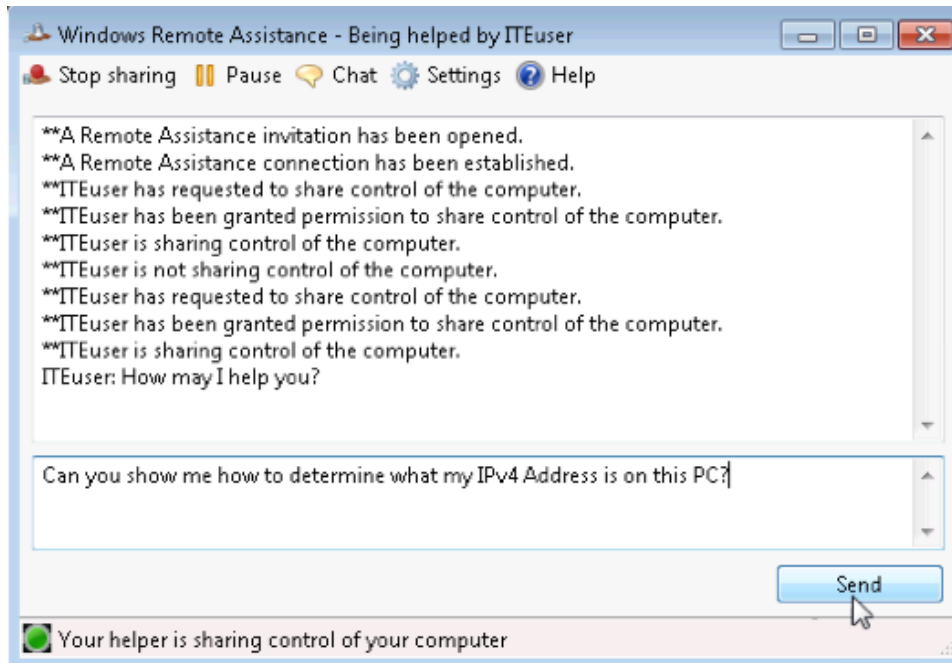 Windows Remote Assistance - Being helped by ITEuser
Stop sharing Pause Chat Settings Help
**A Remote Assistance invitation has been opened.
**A Remote Assistance connection has been established.
**ITEuser has requested to share control of the computer.
**ITEuser has been granted permission to share control of the computer.
**ITEuser is sharing control of the computer.
**ITEuser is not sharing control of the computer.
**ITEuser has requested to share control of the computer.
**ITEuser has been granted permission to share control of the computer.
**ITEuser is sharing control of the computer.
ITEuser: How may I help you?
Can you show me how to determine what my IPv4 Address is on this PC?
Send
Your helper is sharing control of your computer